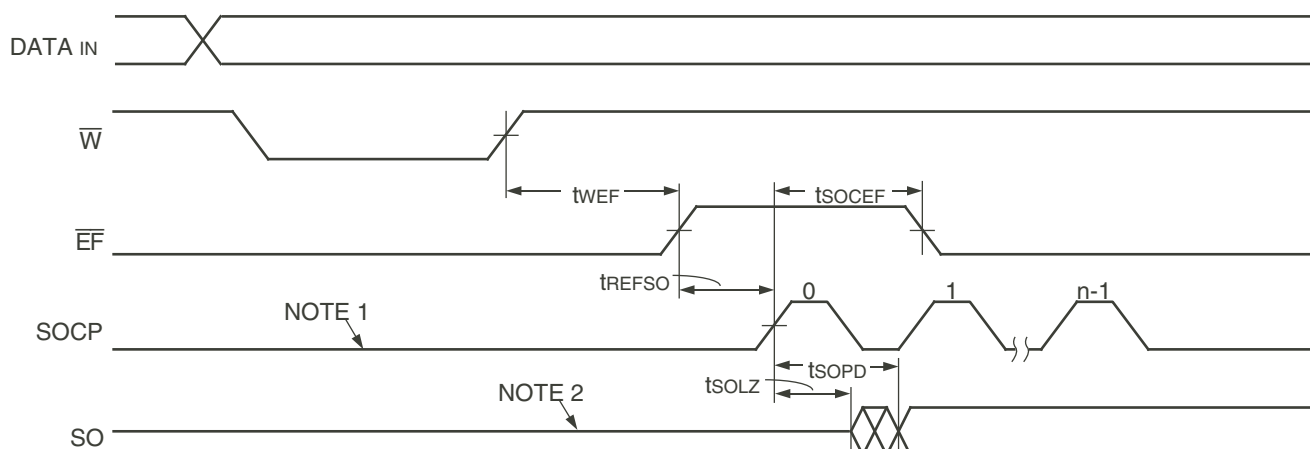 DATA IN
W
tWEF
tSOCEF
EF
tREFSO
0
1
n-1
NOTE 1
SOCP
tSOPD
tSOLZ
NOTE 2
SO